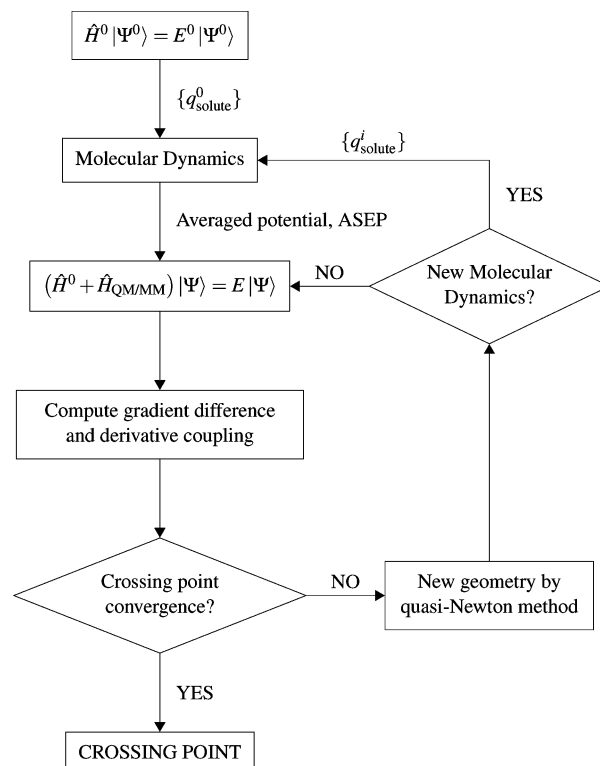 Ĥ⁰ |Ψ⁰⟩ = E⁰ |Ψ⁰⟩
{q⁰solute}
{qⁱsolute}
Molecular Dynamics
YES
Averaged potential, ASEP
(Ĥ⁰ + ĤQM/MM) |Ψ⟩ = E |Ψ⟩
NO
New Molecular
Dynamics?
Compute gradient difference
and derivative coupling
Crossing point
convergence?
NO
New geometry by
quasi-Newton method
YES
CROSSING POINT